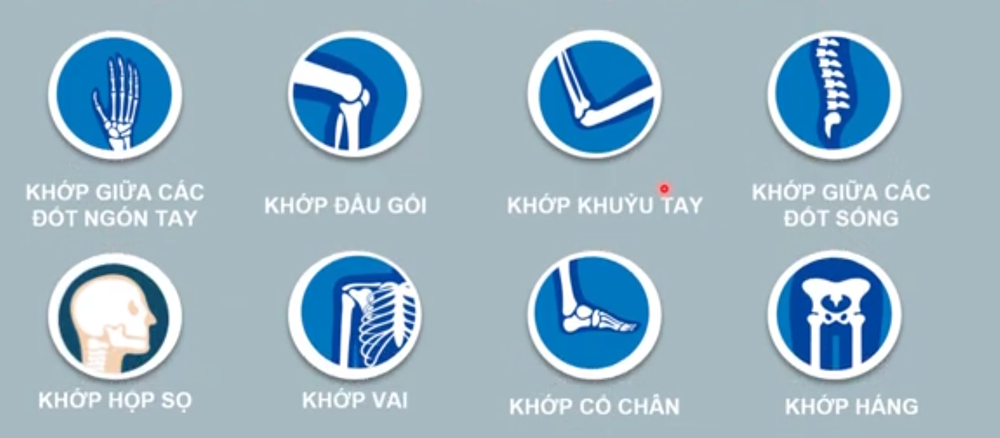 KHỚP GIỮA CÁC
ĐỐT NGÓN TAY
KHỚP ĐẦU GỐI
KHỚP KHUỶU TAY
KHỚP GIỮA CÁC
ĐỐT SỐNG
KHỚP HỘP SỌ
KHỚP VAI
KHỚP CỔ CHÂN
KHỚP HÁNG